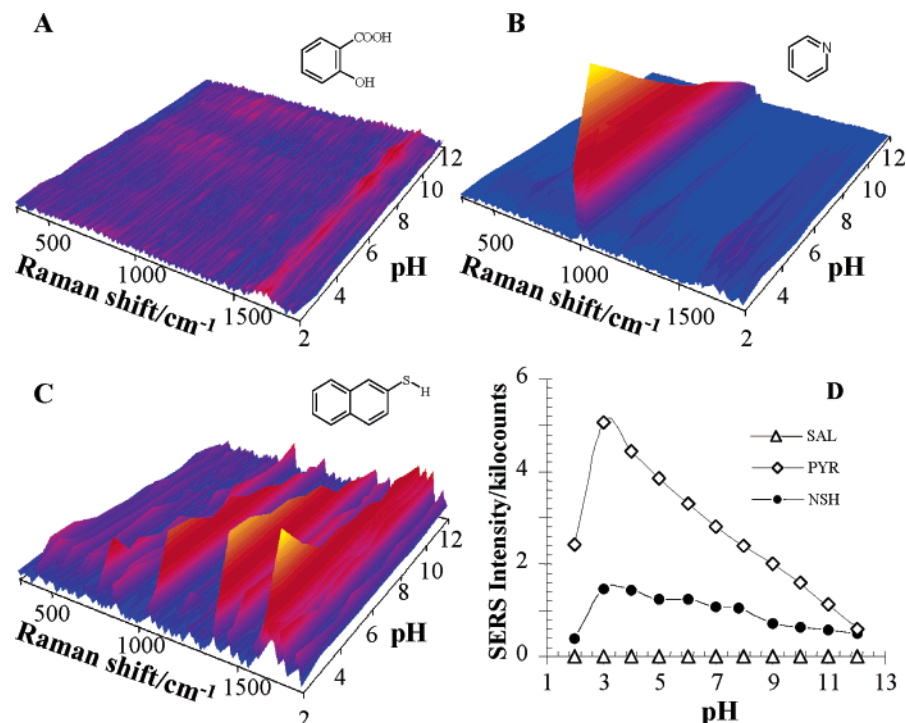 A
COOH
OH
500
1000
1500
Raman shift/cm-1
2
4
6
8
10
12
pH
B
N
500
1000
1500
Raman shift/cm-1
2
4
6
8
10
12
pH
C
S
H
500
1000
1500
Raman shift/cm-1
2
4
6
8
10
12
pH
D
SERS Intensity/kilocounts
6
4
2
0
SAL
PYR
NSH
1 3 5 7 9 11 13
pH